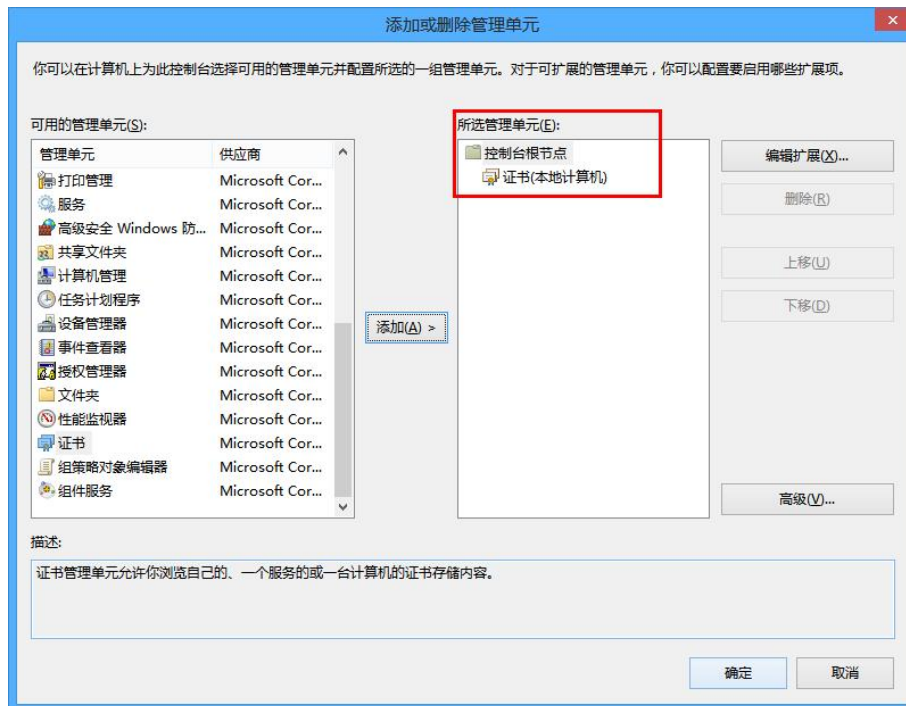 添加或删除管理单元
你可以在计算机上为此控制台选择可用的管理单元并配置所选的一组管理单元。对于可扩展的管理单元，你可以配置要启用哪些扩展项。
可用的管理单元(S):
管理单元 供应商
打印管理 Microsoft Cor...
服务 Microsoft Cor...
高级安全 Windows 防... Microsoft Cor...
共享文件夹 Microsoft Cor...
计算机管理 Microsoft Cor...
任务计划程序 Microsoft Cor...
设备管理器 Microsoft Cor...
事件查看器 Microsoft Cor...
授权管理器 Microsoft Cor...
文件夹 Microsoft Cor...
性能监视器 Microsoft Cor...
证书 Microsoft Cor...
组策略对象编辑器 Microsoft Cor...
组件服务 Microsoft Cor...
添加(A) >
所选管理单元(E):
控制台根节点
证书(本地计算机)
编辑扩展(X)...
删除(R)
上移(U)
下移(D)
高级(V)...
描述:
证书管理单元允许你浏览自己的、一个服务的或一台计算机的证书存储内容。
确定 取消